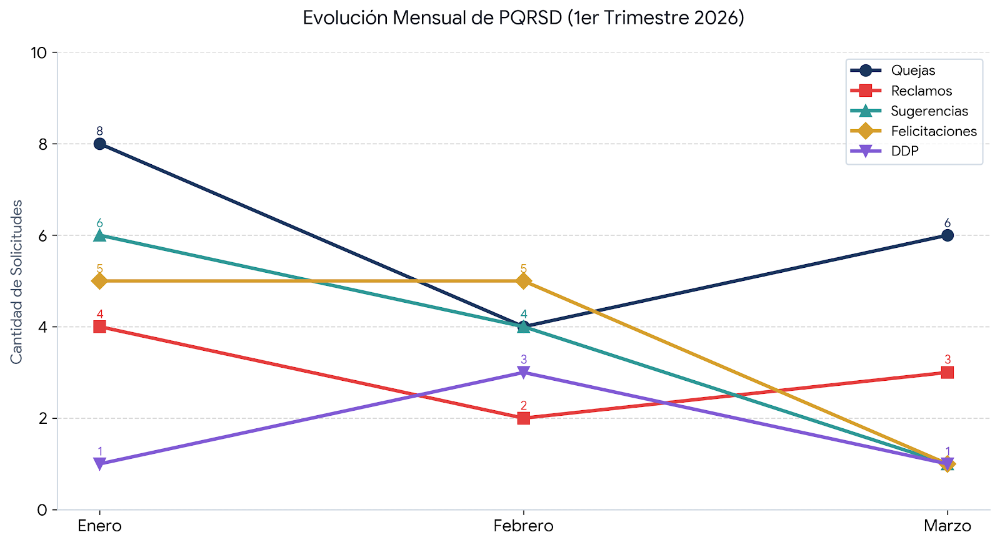 Evolución Mensual de PQRSD (1er Trimestre 2026)
Cantidad de Solicitudes
10
8
6
4
2
0
Quejas
Reclamos
Sugerencias
Felicitaciones
DDP
8
6
5
4
1
5
4
3
2
6
3
1
Enero
Febrero
Marzo